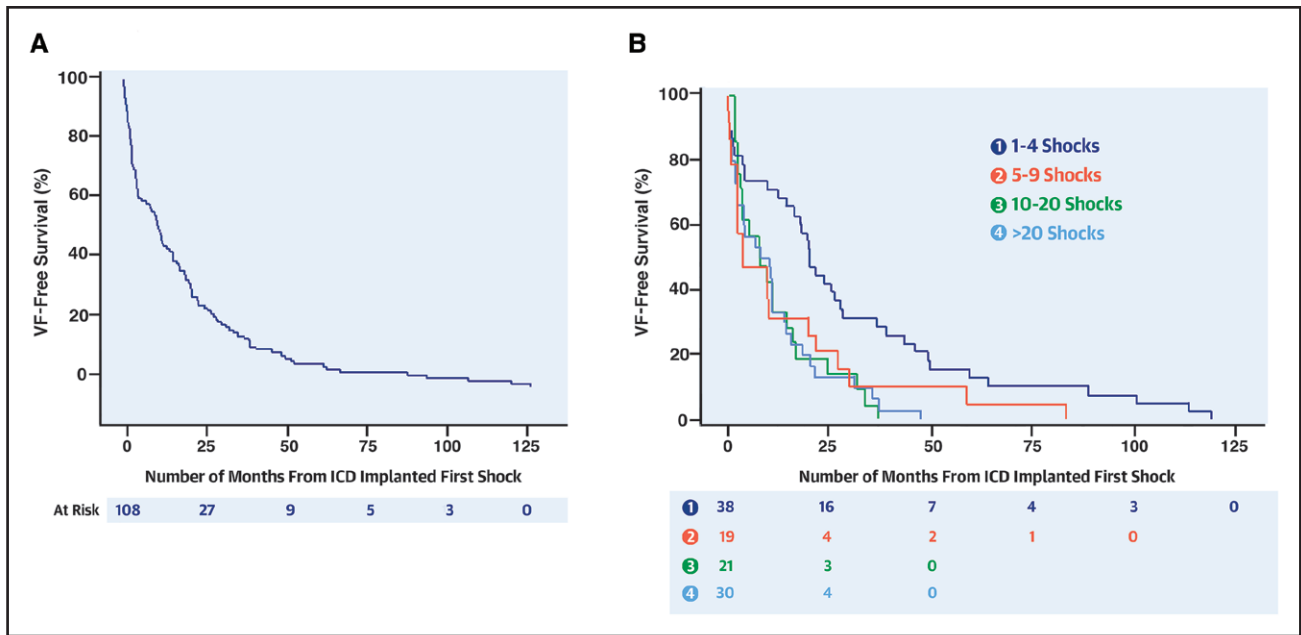 A
VF-Free Survival (%)
100
80
60
40
20
0
0 25 50 75 100 125
Number of Months From ICD Implanted First Shock
At Risk 108 27 9 5 3 0
B
VF-Free Survival (%)
100
80
60
40
20
0
1 1-4 Shocks
2 5-9 Shocks
3 10-20 Shocks
4 >20 Shocks
0 25 50 75 100 125
Number of Months From ICD Implanted First Shock
1 38 16 7 4 3 0
2 19 4 2 1 0
3 21 3 0
4 30 4 0